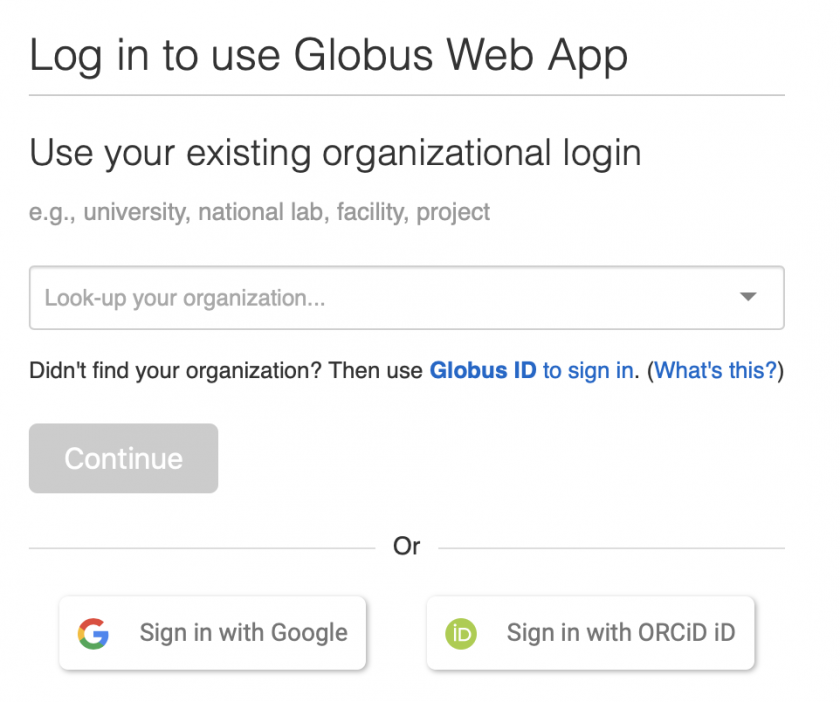 Log in to use Globus Web App
Use your existing organizational login
e.g., university, national lab, facility, project
Look-up your organization...
Didn't find your organization? Then use Globus ID to sign in. (What's this?)
Continue
Or
Sign in with Google
iD Sign in with ORCiD iD